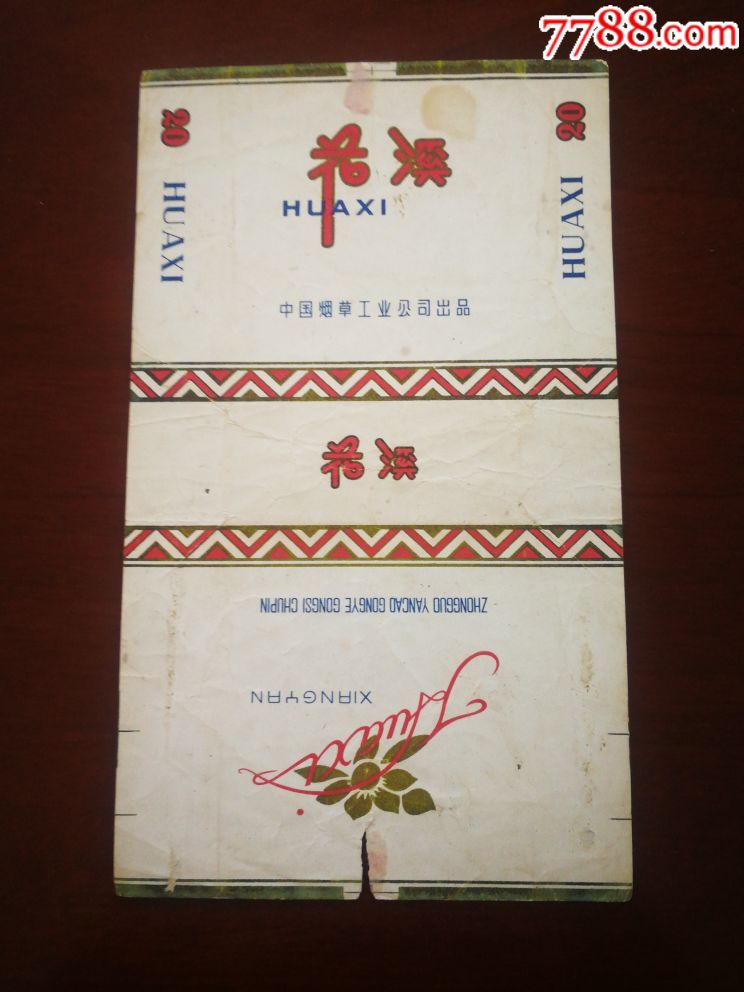 7788.com
20
20
花溪
HUAXI
HUAXI
HUAXI
中国烟草工业公司出品
花溪
ZHONGGUO YANCAO GONGYE GONGSI CHUPIN
XIANGYAN
Huaxi